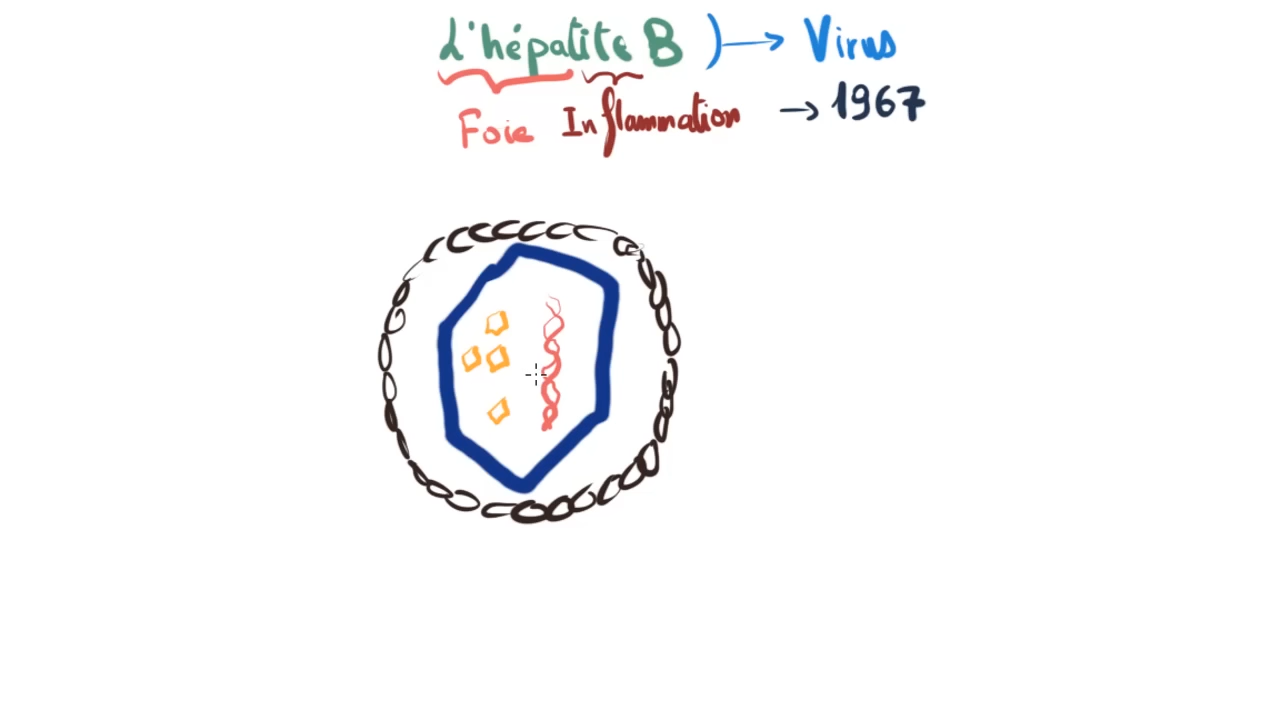 L'hépatite B ) → Virus
Foie Inflammation → 1967